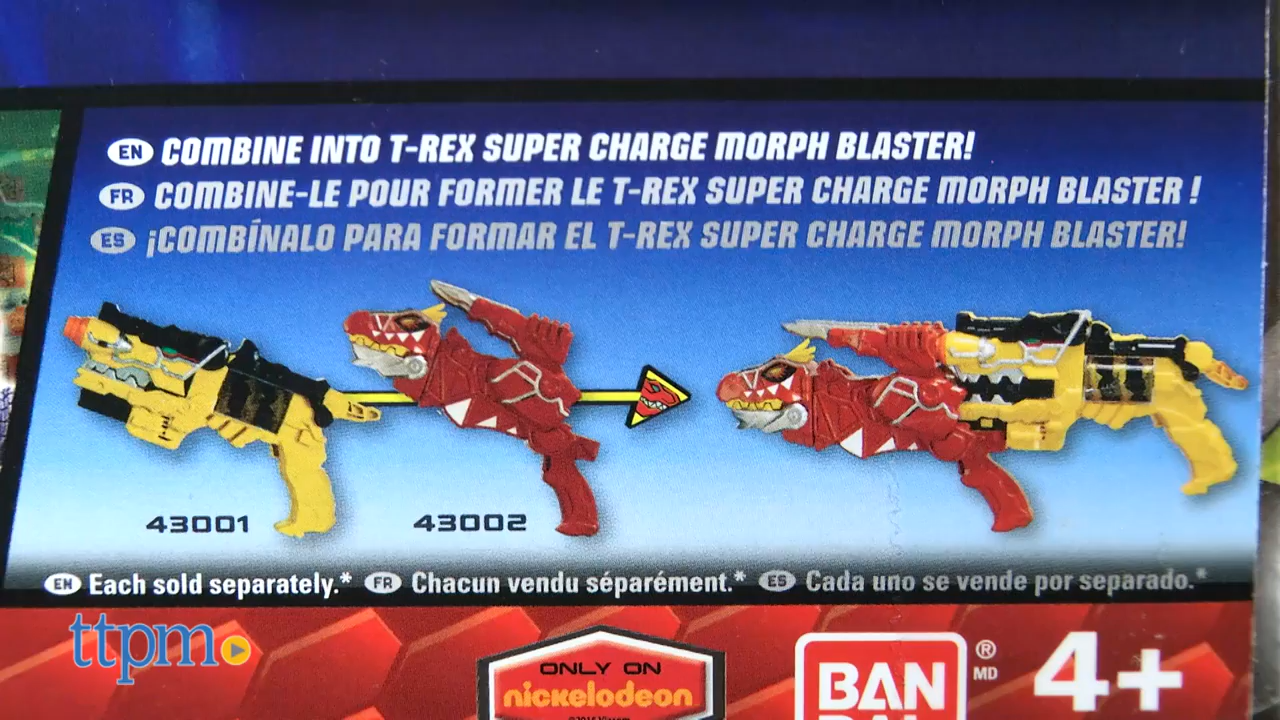 EN COMBINE INTO T-REX SUPER CHARGE MORPH BLASTER!
FR COMBINE-LE POUR FORMER LE T-REX SUPER CHARGE MORPH BLASTER !
ES ¡COMBÍNALO PARA FORMAR EL T-REX SUPER CHARGE MORPH BLASTER!
43001 43002
EN Each sold separately.* FR Chacun vendu séparément.* ES Cada uno se vende por separado.*
ttpm
ONLY ON
nickelodeon
BAN
® MD
4+